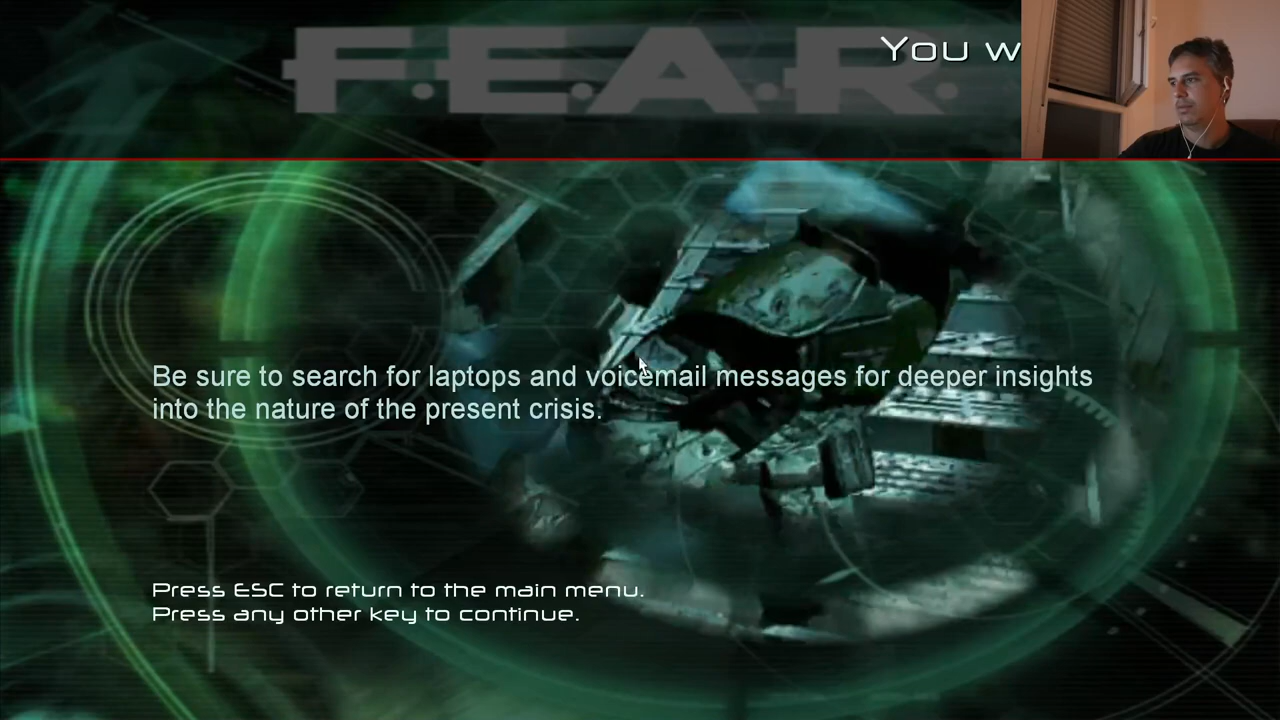 F.E.A.R.
You w
Be sure to search for laptops and voicemail messages for deeper insights
into the nature of the present crisis.
Press ESC to return to the main menu.
Press any other key to continue.